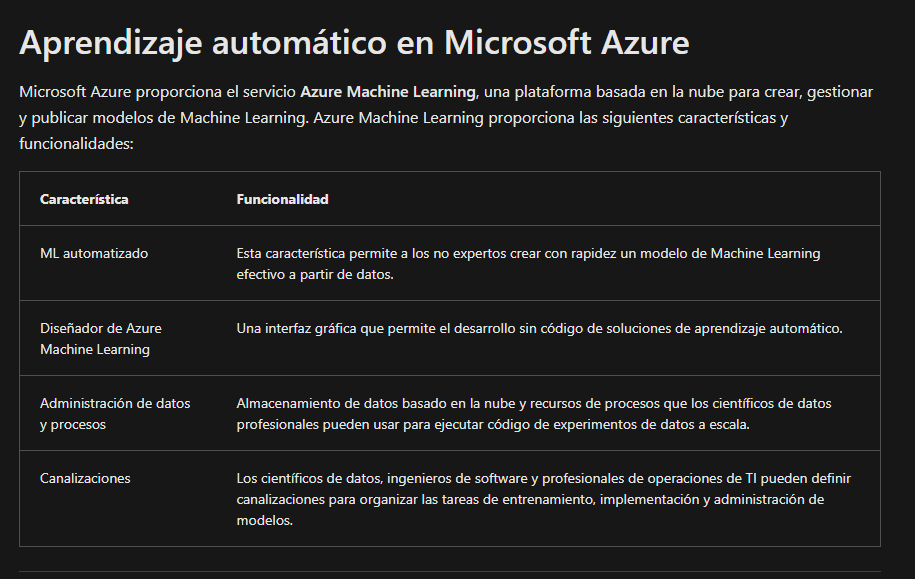 Aprendizaje automático en Microsoft Azure
Microsoft Azure proporciona el servicio Azure Machine Learning, una plataforma basada en la nube para crear, gestionar
y publicar modelos de Machine Learning. Azure Machine Learning proporciona las siguientes características y
funcionalidades:
Característica Funcionalidad
ML automatizado Esta característica permite a los no expertos crear con rapidez un modelo de Machine Learning
efectivo a partir de datos.
Diseñador de Azure Una interfaz gráfica que permite el desarrollo sin código de soluciones de aprendizaje automático.
Machine Learning
Administración de datos Almacenamiento de datos basado en la nube y recursos de procesos que los científicos de datos
y procesos profesionales pueden usar para ejecutar código de experimentos de datos a escala.
Canalizaciones Los científicos de datos, ingenieros de software y profesionales de operaciones de TI pueden definir
canalizaciones para organizar las tareas de entrenamiento, implementación y administración de
modelos.